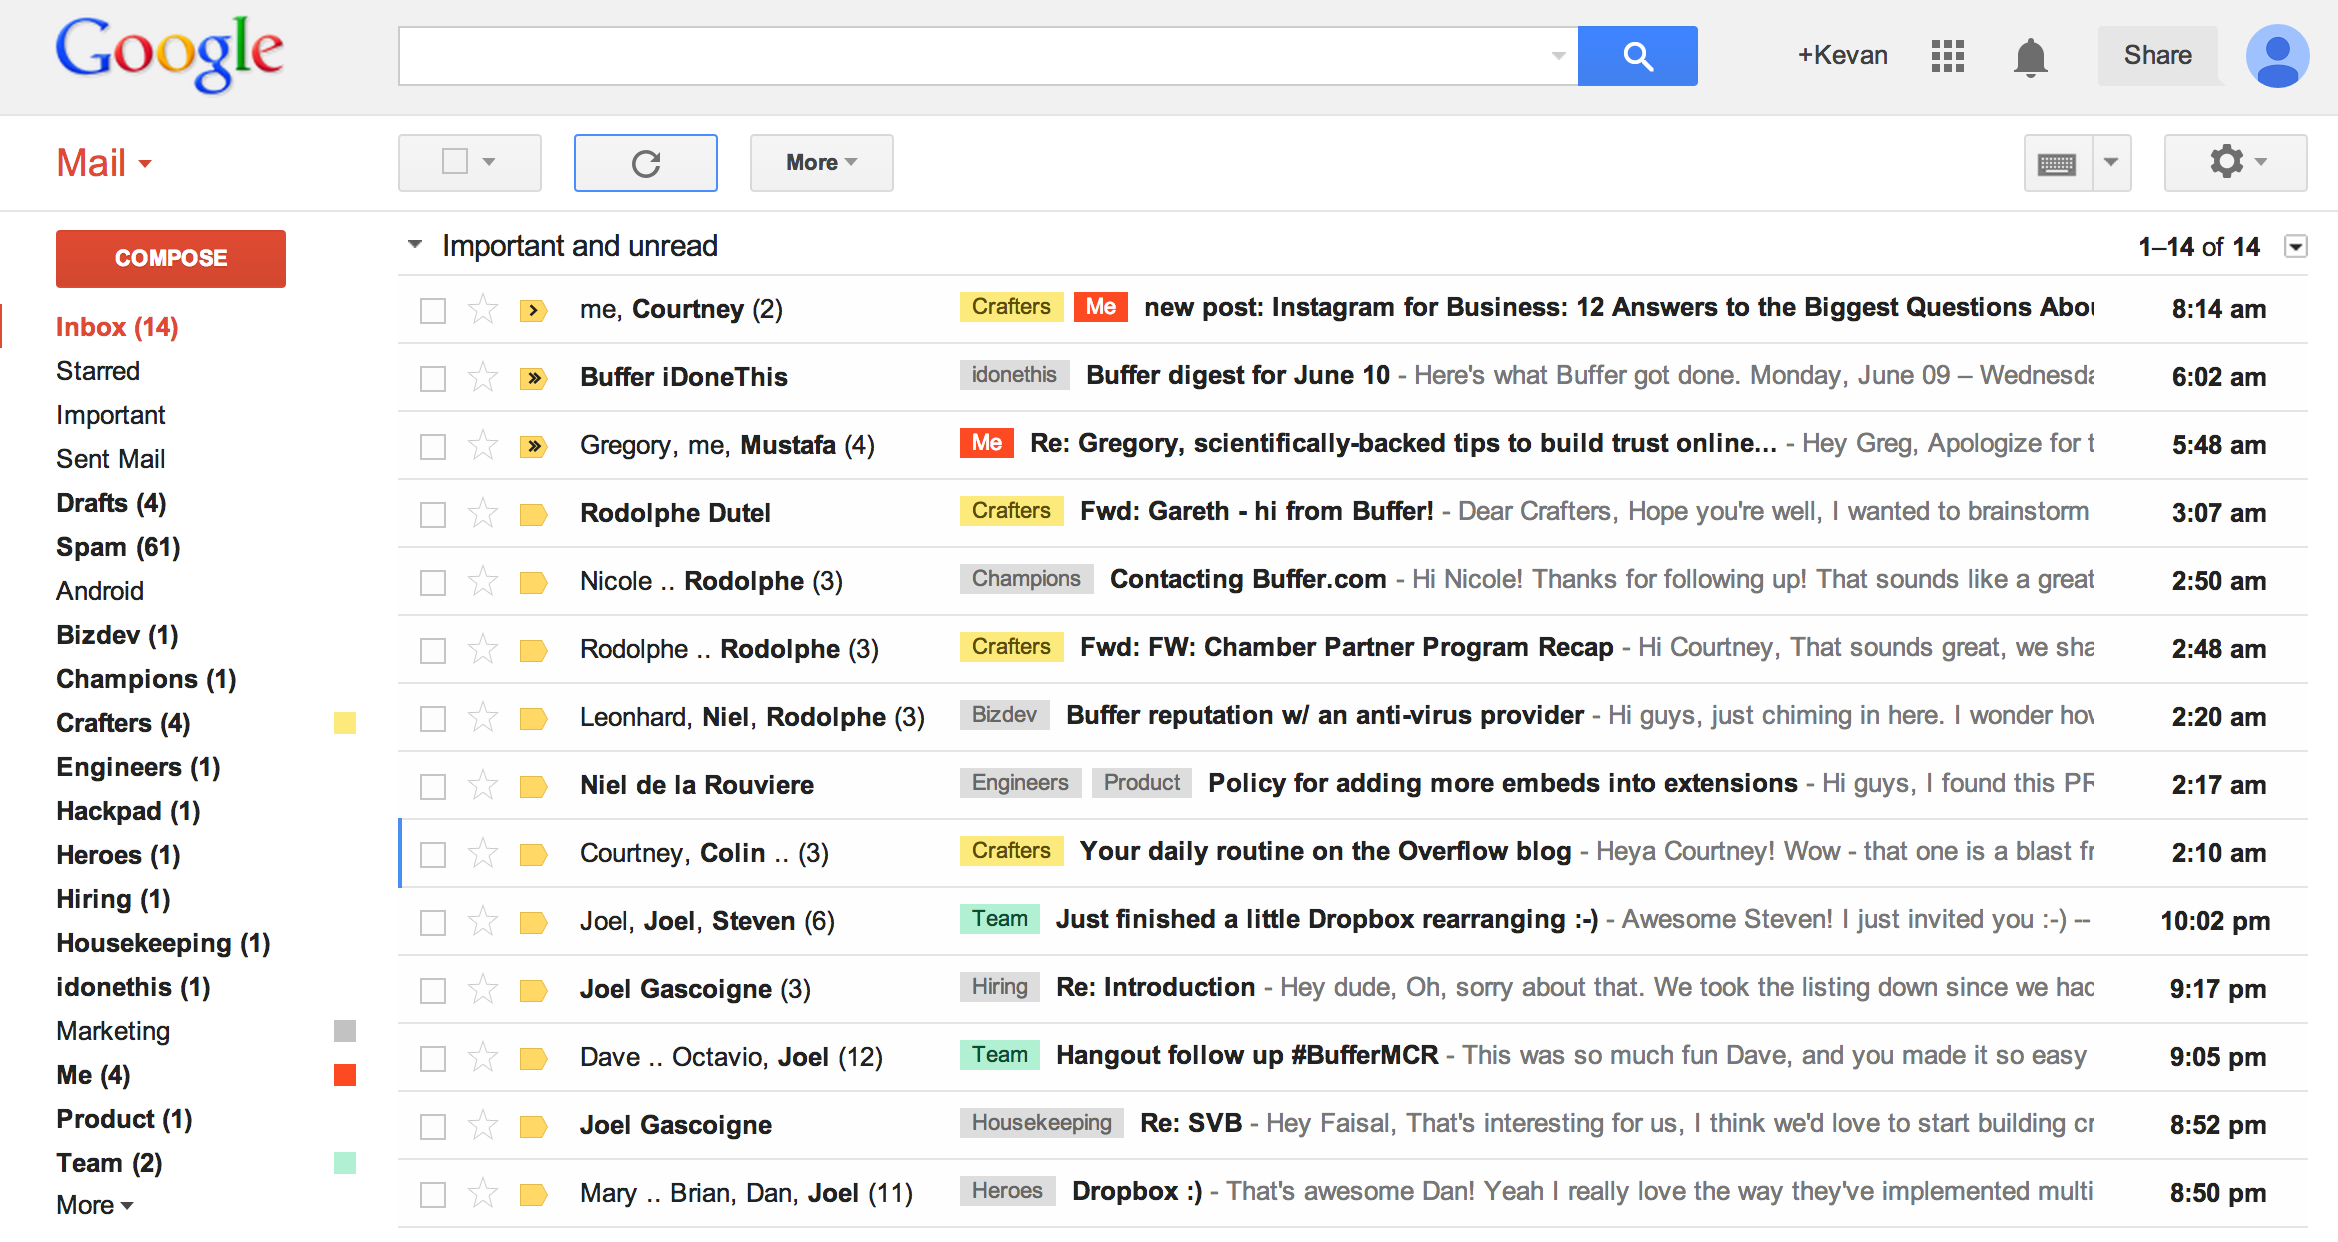 Google
+Kevan
Share
Mail
More
COMPOSE
Inbox (14)
Starred
Important
Sent Mail
Drafts (4)
Spam (61)
Android
Bizdev (1)
Champions (1)
Crafters (4)
Engineers (1)
Hackpad (1)
Heroes (1)
Hiring (1)
Housekeeping (1)
idonethis (1)
Marketing
Me (4)
Product (1)
Team (2)
More
Important and unread 1–14 of 14
me, Courtney (2) Crafters Me new post: Instagram for Business: 12 Answers to the Biggest Questions 8:14 am
Buffer iDoneThis idonethis Buffer digest for June 10 - Here's what Buffer got done. Monday, June 09 – 6:02 am
Gregory, me, Mustafa (4) Me Re: Gregory, scientifically-backed tips to build trust online... - Hey Greg, Apologize for 5:48 am
Rodolphe Dutel Crafters Fwd: Gareth - hi from Buffer! - Dear Crafters, Hope you're well, I wanted to brainstorm 3:07 am
Nicole .. Rodolphe (3) Champions Contacting Buffer.com - Hi Nicole! Thanks for following up! That sounds like a great 2:50 am
Rodolphe .. Rodolphe (3) Crafters Fwd: FW: Chamber Partner Program Recap - Hi Courtney, That sounds great, we 2:48 am
Leonhard, Niel, Rodolphe (3) Bizdev Buffer reputation w/ an anti-virus provider - Hi guys, just chiming in here. I wonder 2:20 am
Niel de la Rouviere Engineers Product Policy for adding more embeds into extensions - Hi guys, I found this PR 2:17 am
Courtney, Colin .. (3) Crafters Your daily routine on the Overflow blog - Heya Courtney! Wow - that one is a blast 2:10 am
Joel, Joel, Steven (6) Team Just finished a little Dropbox rearranging :-) - Awesome Steven! I just invited you :-) -- 10:02 pm
Joel Gascoigne (3) Hiring Re: Introduction - Hey dude, Oh, sorry about that. We took the listing down since we 9:17 pm
Dave .. Octavio, Joel (12) Team Hangout follow up #BufferMCR - This was so much fun Dave, and you made it so easy 9:05 pm
Joel Gascoigne Housekeeping Re: SVB - Hey Faisal, That's interesting for us, I think we'd love to start building 8:52 pm
Mary .. Brian, Dan, Joel (11) Heroes Dropbox :) - That's awesome Dan! Yeah I really love the way they've implemented multi 8:50 pm